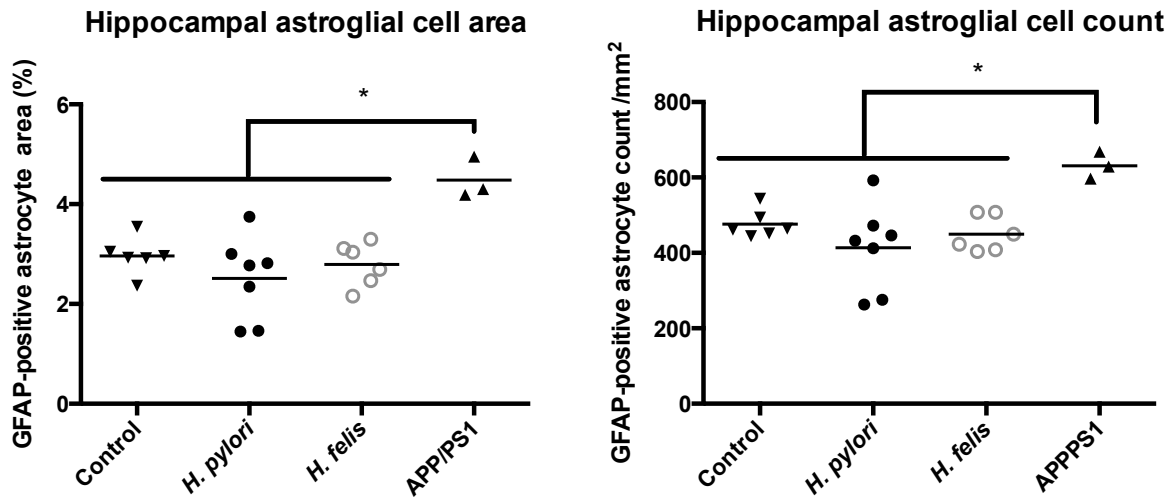 Hippocampal astroglial cell area
GFAP-positive astrocyte area (%)
*
6
4
2
0
Control
H. pylori
H. felis
APP/PS1
Hippocampal astroglial cell count
GFAP-positive astrocyte count /mm²
*
800
600
400
200
0
Control
H. pylori
H. felis
APPPS1